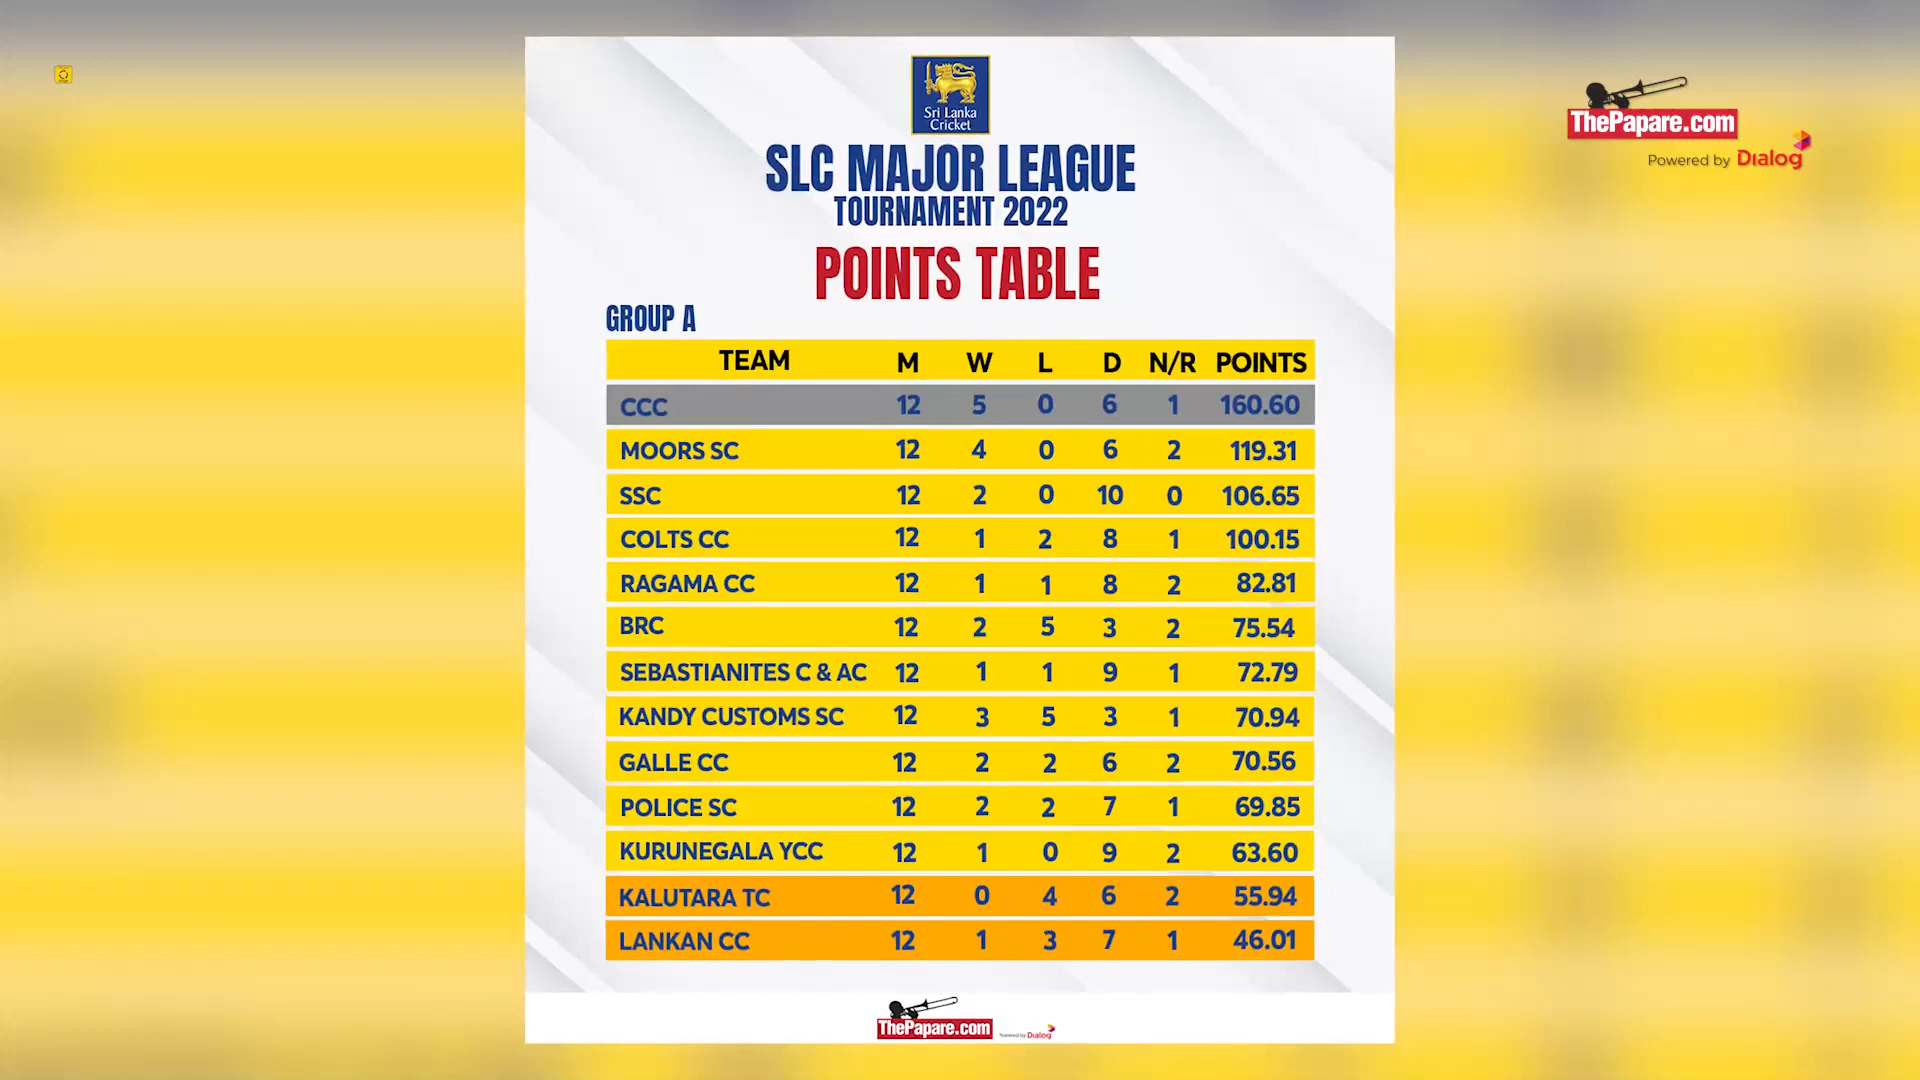 Sri Lanka
Cricket
ThePapare.com
Powered by Dialog
SLC MAJOR LEAGUE
TOURNAMENT 2022
POINTS TABLE
GROUP A
TEAM M W L D N/R POINTS
CCC 12 5 0 6 1 160.60
MOORS SC 12 4 0 6 2 119.31
SSC 12 2 0 10 0 106.65
COLTS CC 12 1 2 8 1 100.15
RAGAMA CC 12 1 1 8 2 82.81
BRC 12 2 5 3 2 75.54
SEBASTIANITES C & AC 12 1 1 9 1 72.79
KANDY CUSTOMS SC 12 3 5 3 1 70.94
GALLE CC 12 2 2 6 2 70.56
POLICE SC 12 2 2 7 1 69.85
KURUNEGALA YCC 12 1 0 9 2 63.60
KALUTARA TC 12 0 4 6 2 55.94
LANKAN CC 12 1 3 7 1 46.01
ThePapare.com Powered by Dialog